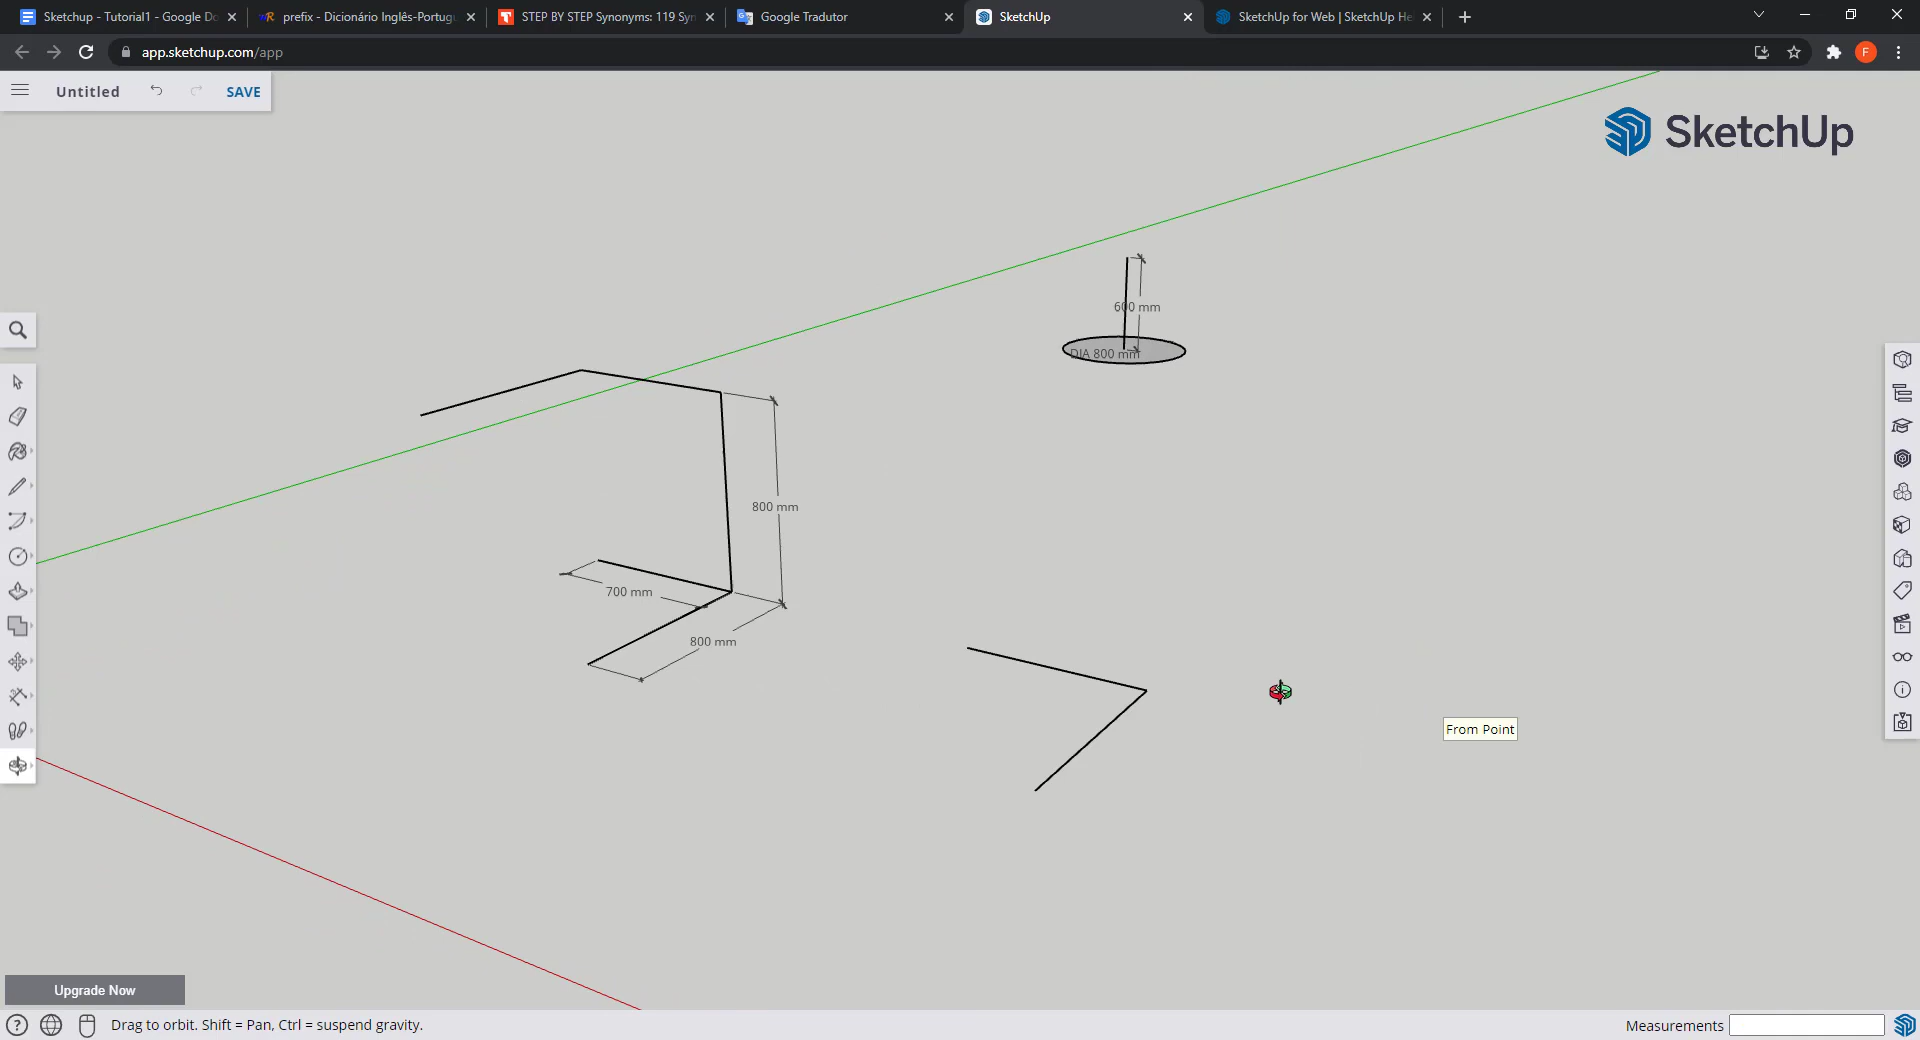 Sketchup - Tutorial1 - Google Do
prefix - Dicionário Inglês-Portugu
STEP BY STEP Synonyms: 119 Syn
Google Tradutor
SketchUp
SketchUp for Web | SketchUp He
app.sketchup.com/app
F
Untitled
SAVE
SketchUp
600 mm
DIA 800 mm
800 mm
700 mm
800 mm
From Point
Upgrade Now
Drag to orbit. Shift = Pan, Ctrl = suspend gravity.
Measurements